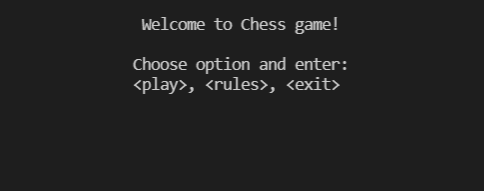 Welcome to Chess game!
Choose option and enter:
<play>, <rules>, <exit>